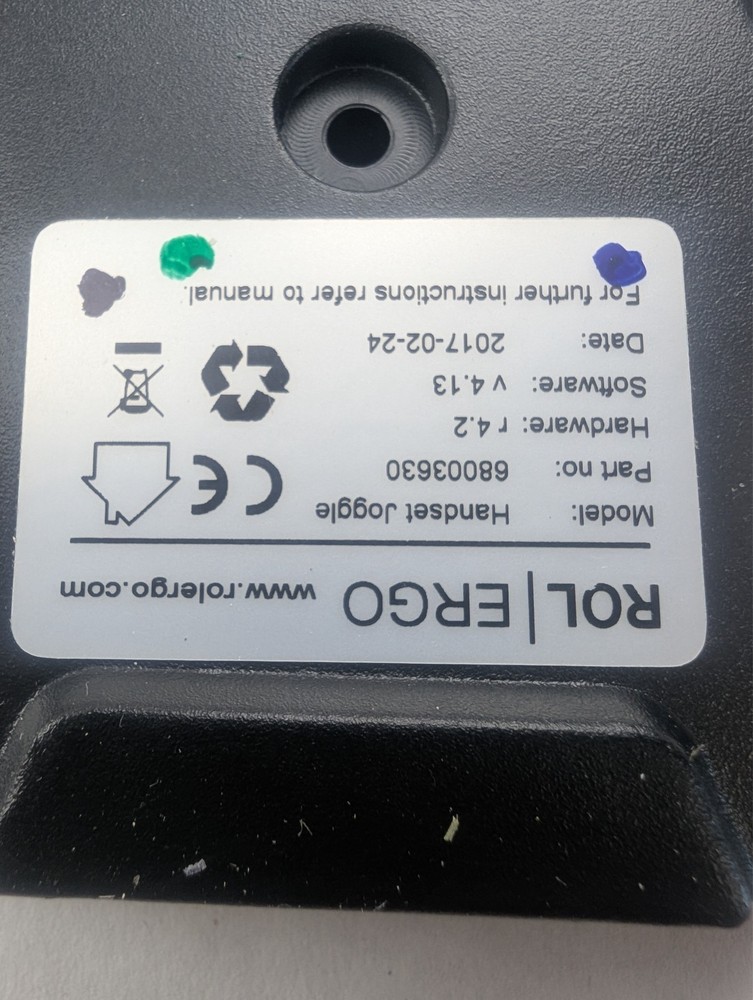 ROL|ERGO www.rolergo.com
Model: Handset Joggle
Part no: 68003630
Hardware: r 4.2
Software: v 4.13
Date: 2017-02-24
For further instructions refer to manual.
CE